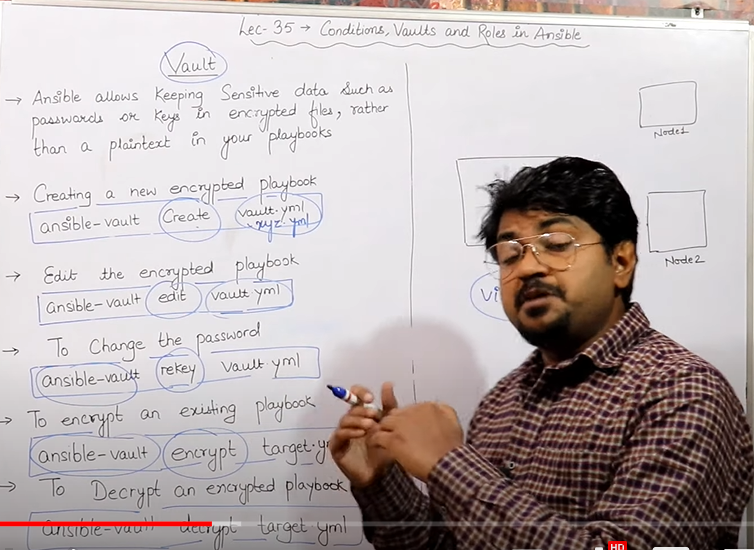 Lec-35 → Conditions, Vaults and Roles in Ansible
Vault
→ Ansible allows Keeping Sensitive data Such as
passwords or Keys in encrypted files, rather
than a plaintext in your playbooks
→ Creating a new encrypted playbook
ansible-vault Create vault.yml
xyz.yml
→ Edit the encrypted playbook
ansible-vault edit vault yml
→ To Change the password
ansible-vault rekey Vault yml
→ To encrypt an existing playbook
ansible-vault encrypt target.y
→ To Decrypt an encrypted playbook
ansible-vault decrypt target yml
Node1
Node2
Vi
HD